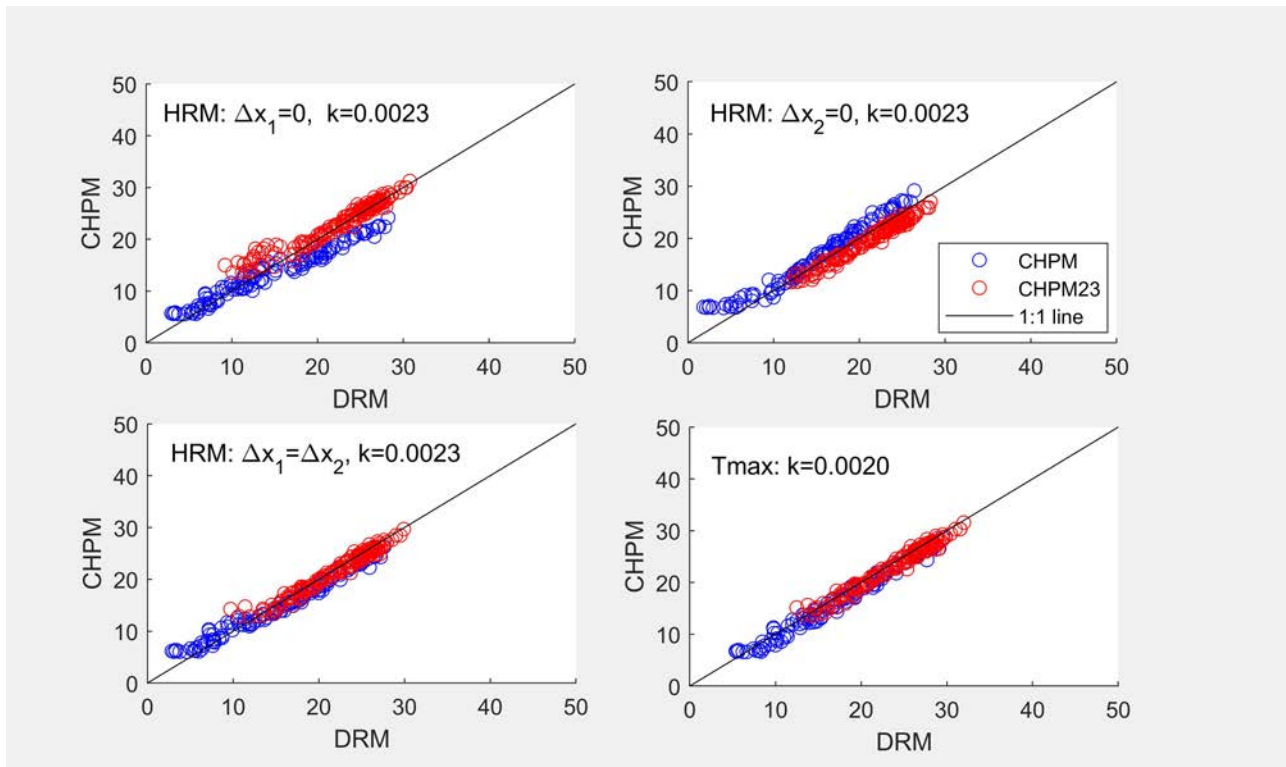 HRM: Δx₁=0, k=0.0023
CHPM
50
40
30
20
10
0
0 10 20 30 40 50
DRM
HRM: Δx₂=0, k=0.0023
CHPM
50
40
30
20
10
0
CHPM
CHPM23
1:1 line
0 10 20 30 40 50
DRM
HRM: Δx₁=Δx₂, k=0.0023
CHPM
50
40
30
20
10
0
0 10 20 30 40 50
DRM
Tmax: k=0.0020
CHPM
50
40
30
20
10
0
0 10 20 30 40 50
DRM